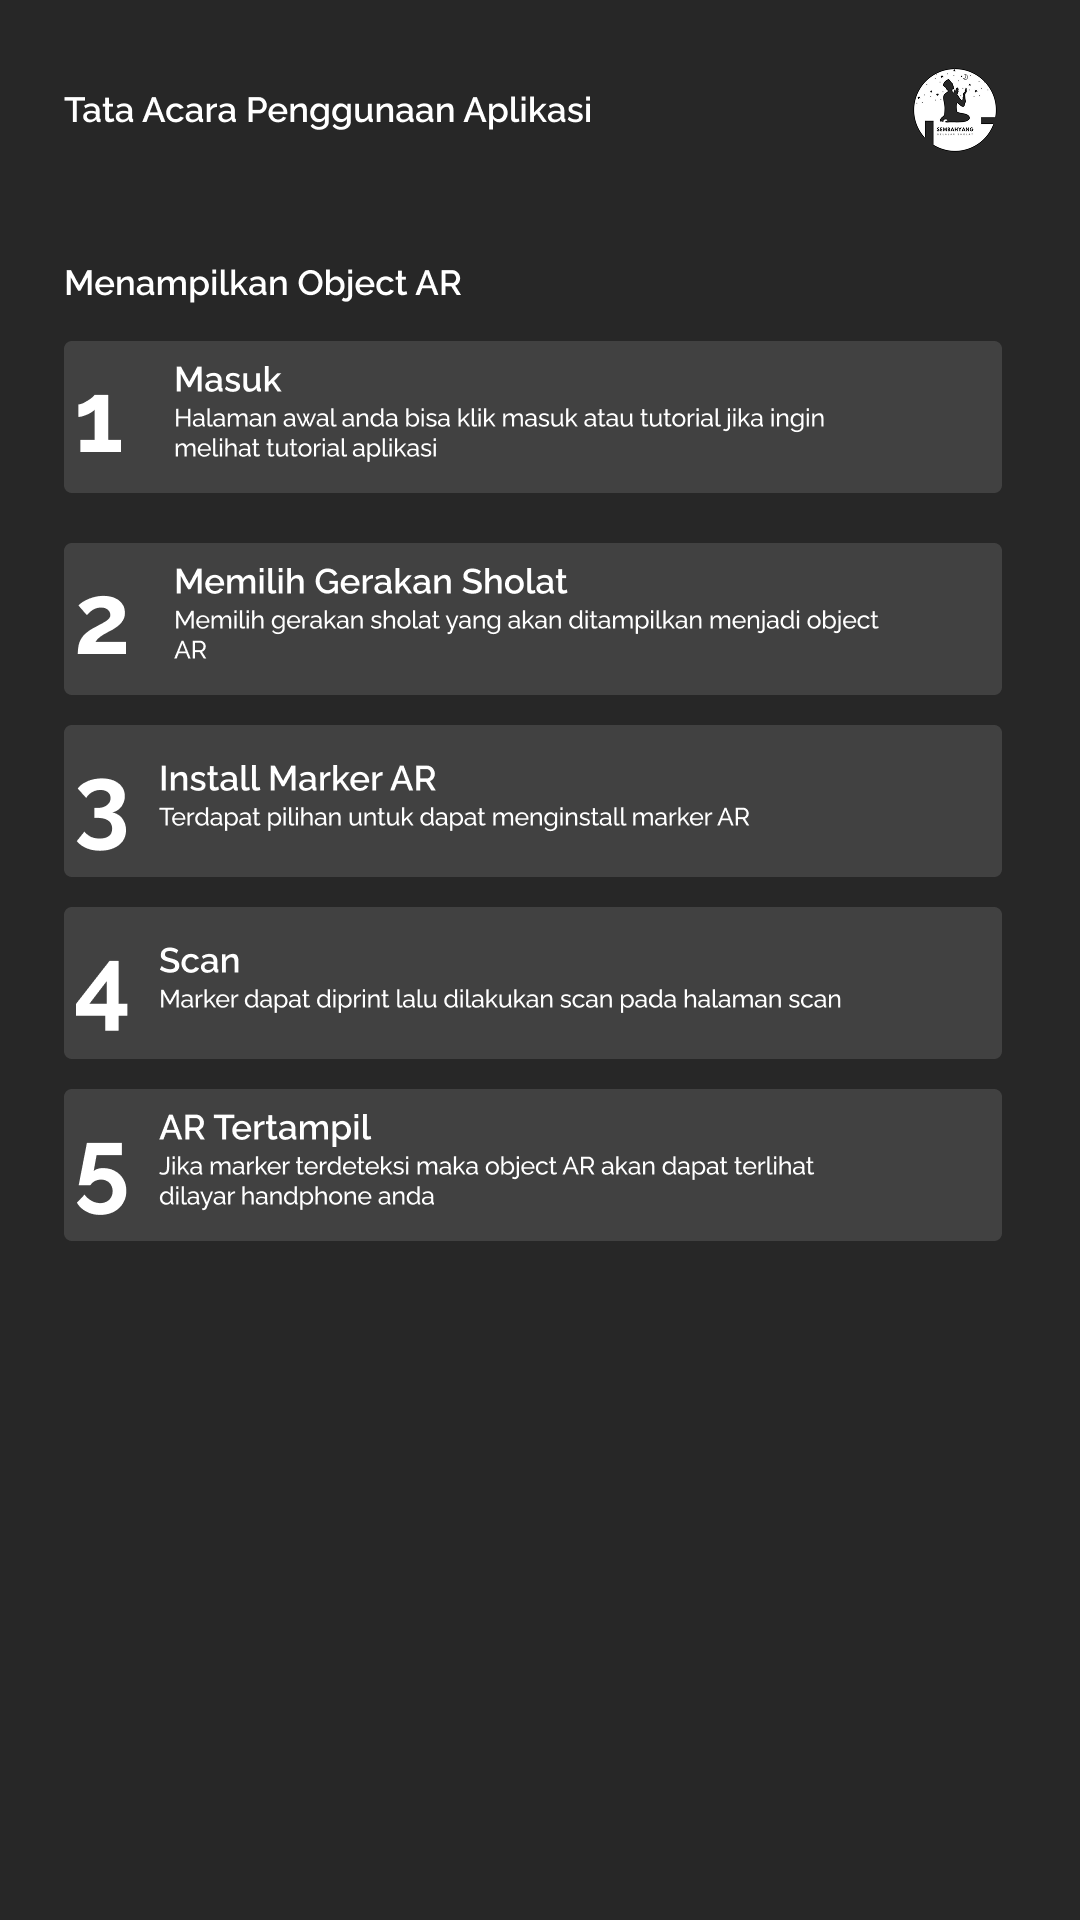 Tata Acara Penggunaan Aplikasi
SEMBAHYANG
Menampilkan Object AR
1
Masuk
Halaman awal anda bisa klik masuk atau tutorial jika ingin
melihat tutorial aplikasi
2
Memilih Gerakan Sholat
Memilih gerakan sholat yang akan ditampilkan menjadi object
AR
3
Install Marker AR
Terdapat pilihan untuk dapat menginstall marker AR
4
Scan
Marker dapat diprint lalu dilakukan scan pada halaman scan
5
AR Tertampil
Jika marker terdeteksi maka object AR akan dapat terlihat
dilayar handphone anda